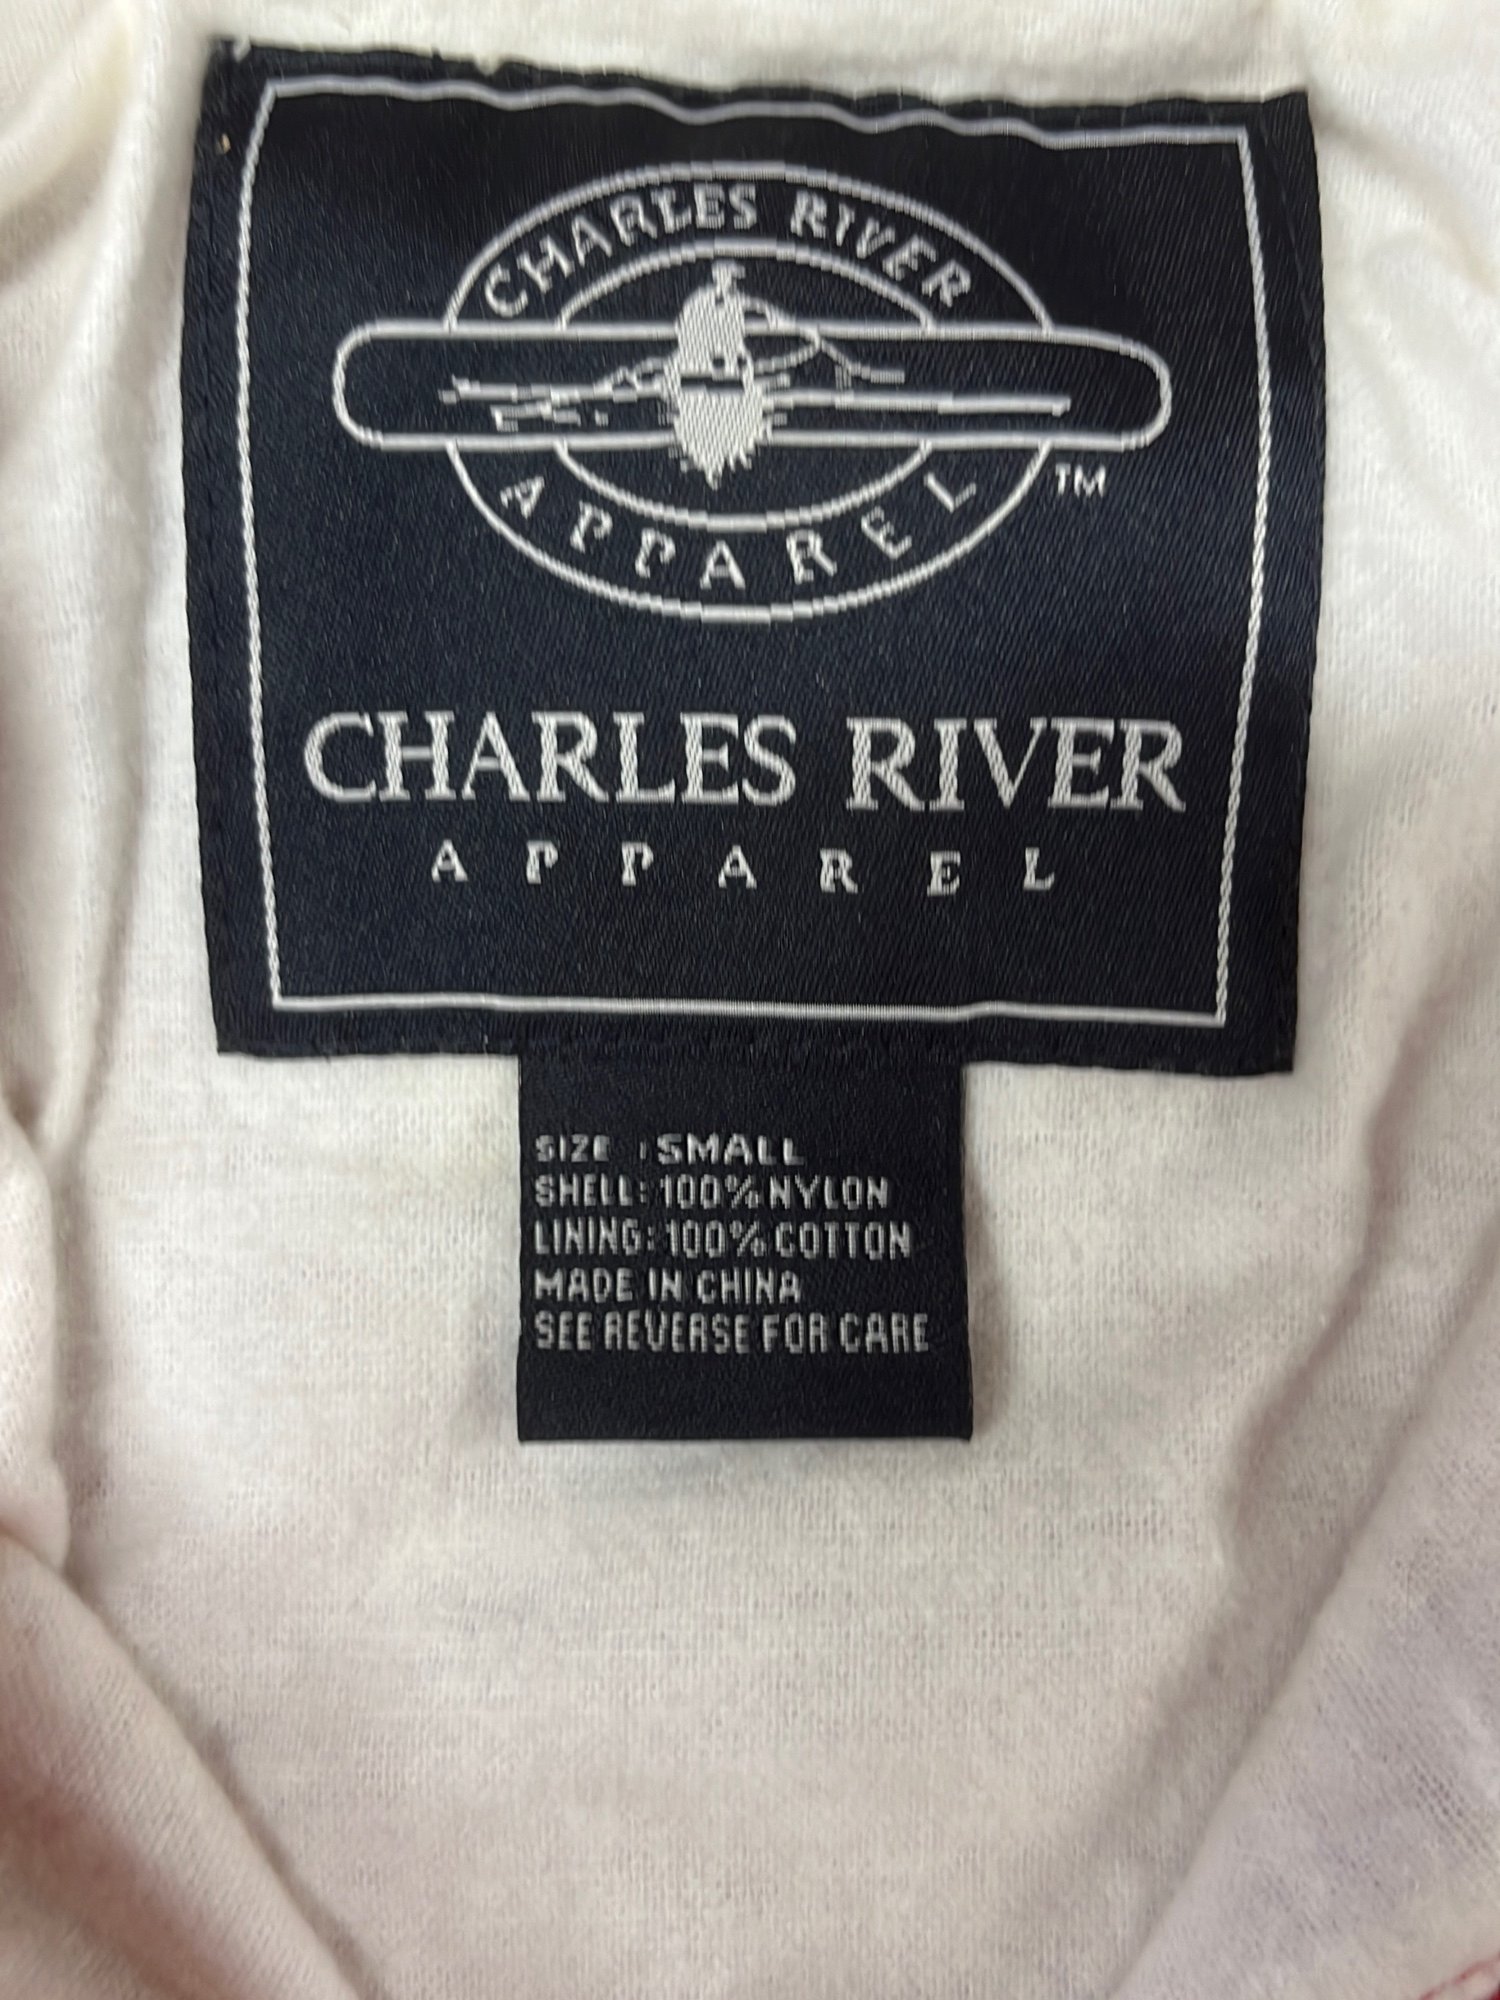 CHARLES RIVER
APPAREL
TM
CHARLES RIVER
APPAREL
SIZE : SMALL
SHELL: 100% NYLON
LINING: 100% COTTON
MADE IN CHINA
SEE REVERSE FOR CARE